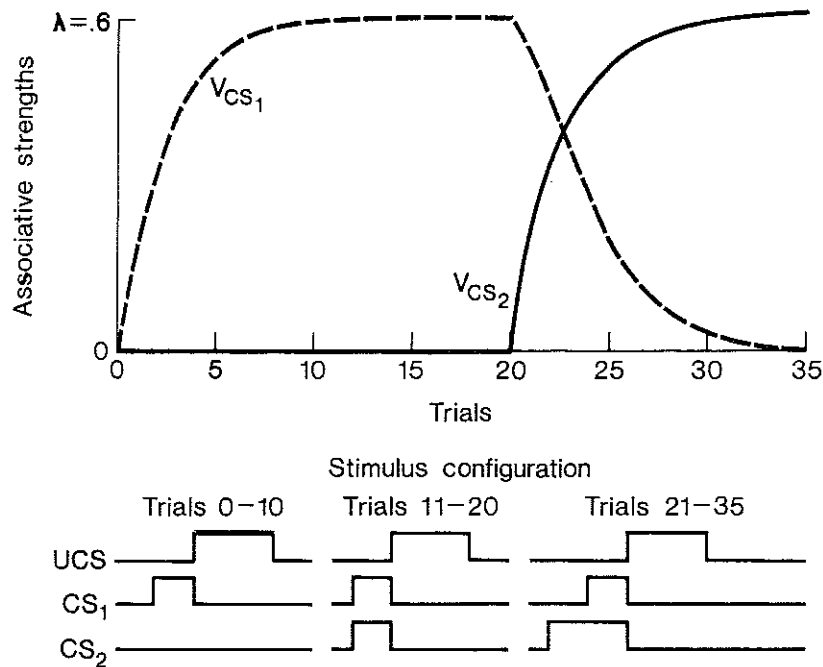 λ=.6
Associative strengths
V_CS₁
V_CS₂
0
0 5 10 15 20 25 30 35
Trials
Stimulus configuration
Trials 0–10 Trials 11–20 Trials 21–35
UCS
CS₁
CS₂